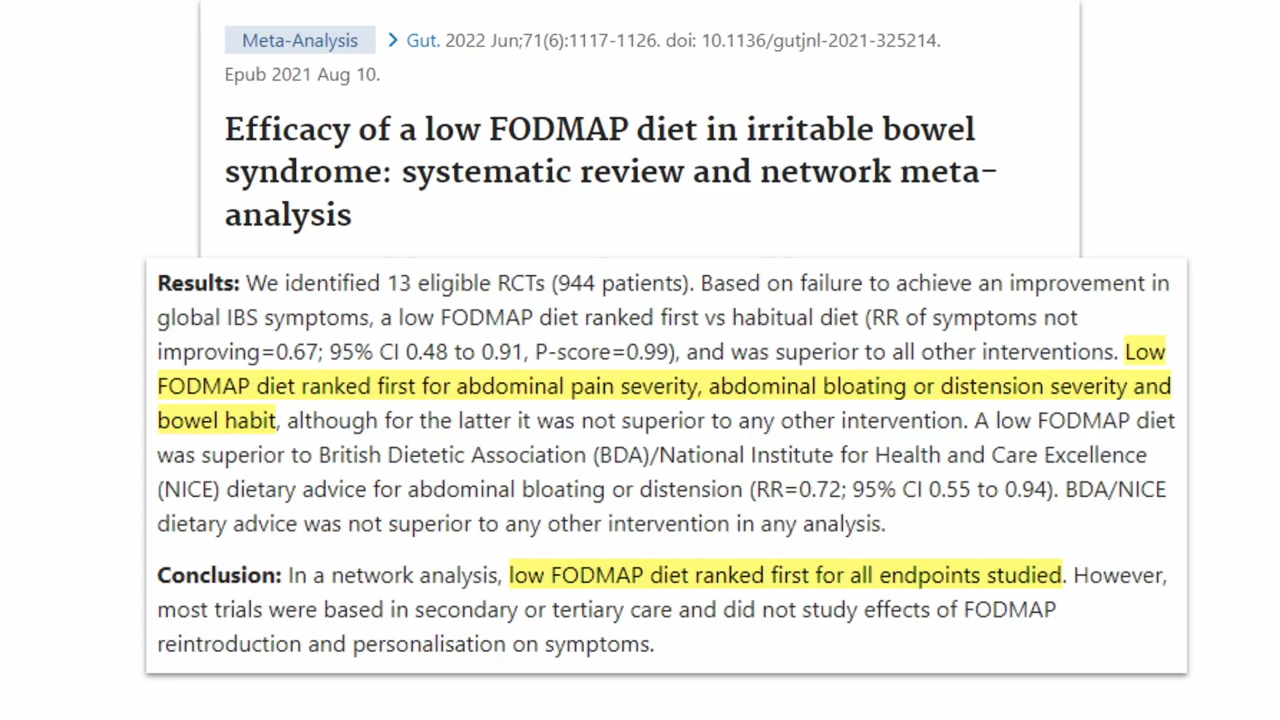 Meta-Analysis > Gut. 2022 Jun;71(6):1117-1126. doi: 10.1136/gutjnl-2021-325214.
Epub 2021 Aug 10.
Efficacy of a low FODMAP diet in irritable bowel
syndrome: systematic review and network meta-
analysis
Results: We identified 13 eligible RCTs (944 patients). Based on failure to achieve an improvement in
global IBS symptoms, a low FODMAP diet ranked first vs habitual diet (RR of symptoms not
improving=0.67; 95% CI 0.48 to 0.91, P-score=0.99), and was superior to all other interventions. Low
FODMAP diet ranked first for abdominal pain severity, abdominal bloating or distension severity and
bowel habit, although for the latter it was not superior to any other intervention. A low FODMAP diet
was superior to British Dietetic Association (BDA)/National Institute for Health and Care Excellence
(NICE) dietary advice for abdominal bloating or distension (RR=0.72; 95% CI 0.55 to 0.94). BDA/NICE
dietary advice was not superior to any other intervention in any analysis.
Conclusion: In a network analysis, low FODMAP diet ranked first for all endpoints studied. However,
most trials were based in secondary or tertiary care and did not study effects of FODMAP
reintroduction and personalisation on symptoms.